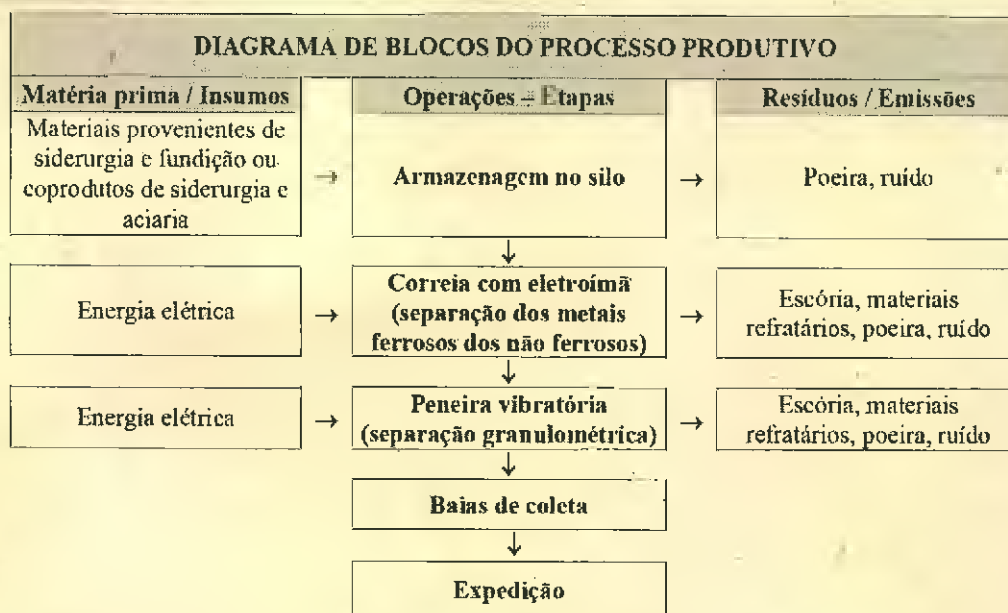 DIAGRAMA DE BLOCOS DO PROCESSO PRODUTIVO
Matéria prima / Insumos
Operações – Etapas
Resíduos / Emissões
Materiais provenientes de
siderurgia e fundição ou
coprodutos de siderurgia e
aciaria
→
Armazenagem no silo
→
Poeira, ruído
↓
Energia elétrica
→
Correia com eletroímã
(separação dos metais
ferrosos dos não ferrosos)
→
Escória, materiais
refratários, poeira, ruído
↓
Energia elétrica
→
Peneira vibratória
(separação granulométrica)
→
Escória, materiais
refratários, poeira, ruído
↓
Baias de coleta
↓
Expedição